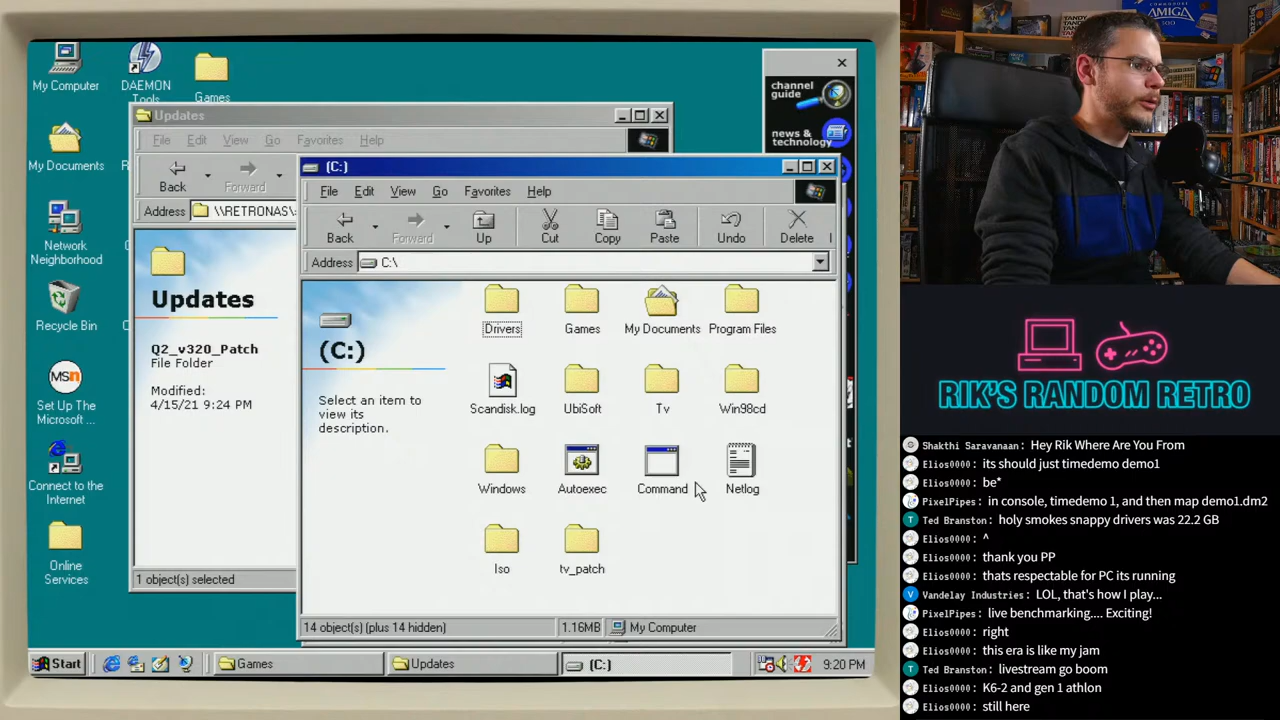 My Computer
DAEMON
Tools
Games
My Documents
Network
Neighborhood
Recycle Bin
MSN
Set Up The
Microsoft ...
Connect to the
Internet
Online
Services
Updates
File Edit View Go Favorites Help
Back Forward
Address \\RETRONAS\
Updates
Q2_v320_Patch
File Folder
Modified:
4/15/21 9:24 PM
1 object(s) selected
(C:)
File Edit View Go Favorites Help
Back Forward Up Cut Copy Paste Undo Delete
Address C:\
(C:)
Select an item to
view its
description.
Drivers Games My Documents Program Files
Scandisk.log UbiSoft Tv Win98cd
Windows Autoexec Command Netlog
Iso tv_patch
14 object(s) (plus 14 hidden) 1.16MB My Computer
channel
guide
news &
technology
Start Games Updates (C:) 9:20 PM
AMIGA
RIK'S RANDOM RETRO
Shakthi Saravanaan: Hey Rik Where Are You From
Elios0000: its should just timedemo demo1
Elios0000: be*
PixelPipes: in console, timedemo 1, and then map demo1.dm2
Ted Branston: holy smokes snappy drivers was 22.2 GB
Elios0000: ^
Elios0000: thank you PP
Elios0000: thats respectable for PC its running
Vandelay Industries: LOL, that's how I play...
PixelPipes: live benchmarking.... Exciting!
Elios0000: right
Elios0000: this era is like my jam
Ted Branston: livestream go boom
Elios0000: K6-2 and gen 1 athlon
Elios0000: still here